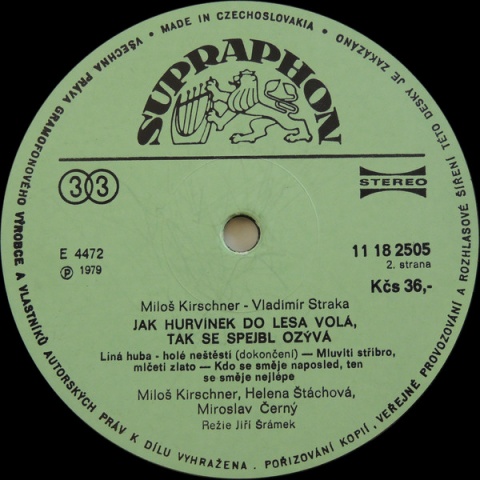 VŠECHNA PRÁVA GRAMOFONOVÉHO VÝROBCE A VLASTNÍKŮ AUTORSKÝCH PRÁV K DÍLU VYHRAŽENA. POŘIZOVÁNÍ KOPIÍ, VEŘEJNÉ PROVOZOVÁNÍ A ROZHLASOVÉ ŠÍŘENÍ TÉTO DESKY JE ZAKÁZÁNO • MADE IN CZECHOSLOVAKIA •
SUPRAPHON
33
STEREO
E 4472
Ⓟ 1979
11 18 2505
2. strana
Kčs 36,-
Miloš Kirschner - Vladimír Straka
JAK HURVÍNEK DO LESA VOLÁ,
TAK SE SPEJBL OZÝVÁ
Líná huba - holé neštěstí (dokončení) — Mluviti stříbro,
mlčeti zlato — Kdo se směje naposled, ten
se směje nejlépe
Miloš Kirschner, Helena Štáchová,
Miroslav Černý
Režie Jiří Šrámek